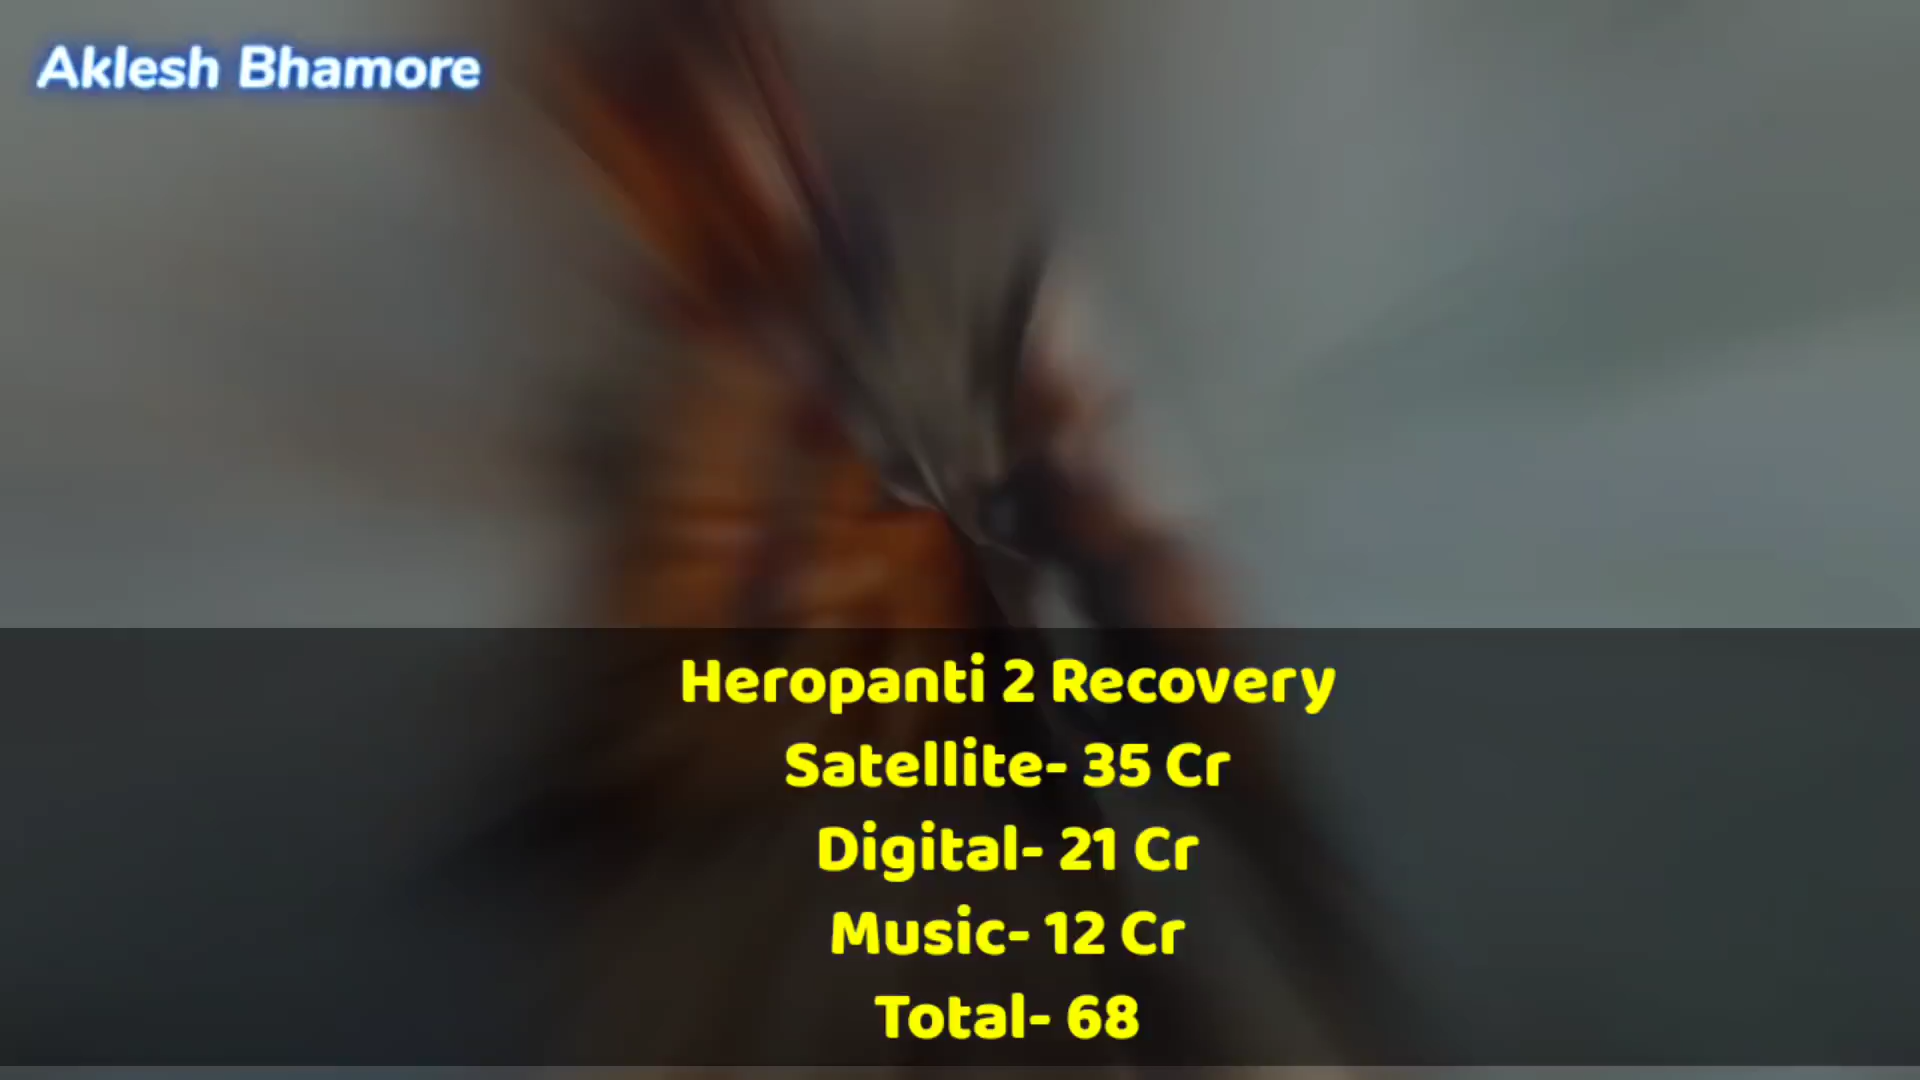 Aklesh Bhamore
Heropanti 2 Recovery
Satellite- 35 Cr
Digital- 21 Cr
Music- 12 Cr
Total- 68